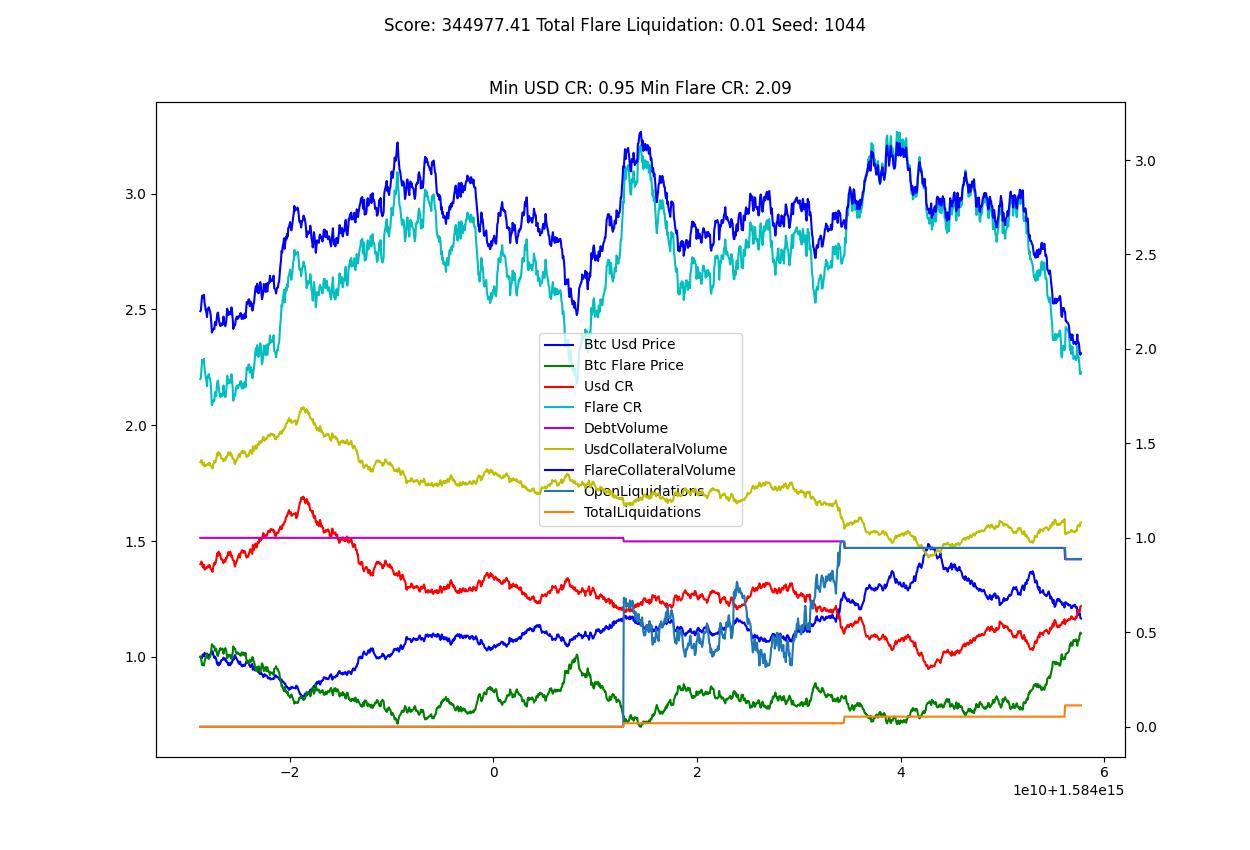 Score: 344977.41 Total Flare Liquidation: 0.01 Seed: 1044
Min USD CR: 0.95 Min Flare CR: 2.09
3.0
2.5
2.0
1.5
1.0
3.0
2.5
2.0
1.5
1.0
0.5
0.0
Btc Usd Price
Btc Flare Price
Usd CR
Flare CR
DebtVolume
UsdCollateralVolume
FlareCollateralVolume
OpenLiquidations
TotalLiquidations
−2 0 2 4 6
1e10+1.584e15